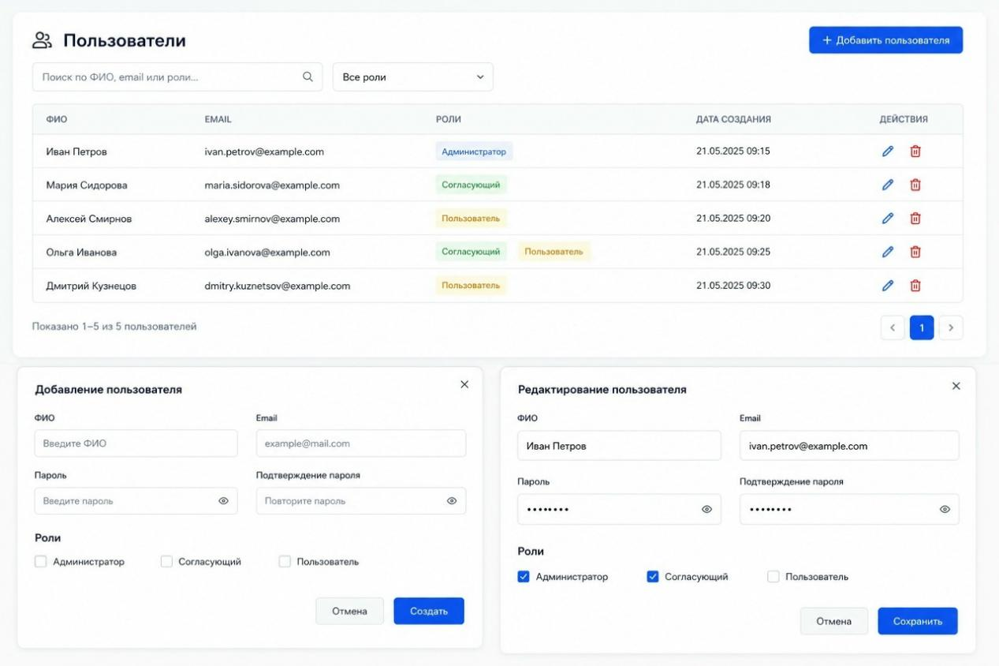 Пользователи
+ Добавить пользователя
Поиск по ФИО, email или роли...
Все роли
ФИО EMAIL РОЛИ ДАТА СОЗДАНИЯ ДЕЙСТВИЯ
Иван Петров ivan.petrov@example.com Администратор 21.05.2025 09:15
Мария Сидорова maria.sidorova@example.com Согласующий 21.05.2025 09:18
Алексей Смирнов alexey.smirnov@example.com Пользователь 21.05.2025 09:20
Ольга Иванова olga.ivanova@example.com Согласующий Пользователь 21.05.2025 09:25
Дмитрий Кузнецов dmitry.kuznetsov@example.com Пользователь 21.05.2025 09:30
Показано 1–5 из 5 пользователей
1
Добавление пользователя
ФИО Email
Введите ФИО example@mail.com
Пароль Подтверждение пароля
Введите пароль Повторите пароль
Роли
Администратор Согласующий Пользователь
Отмена Создать
Редактирование пользователя
ФИО Email
Иван Петров ivan.petrov@example.com
Пароль Подтверждение пароля
•••••••• ••••••••
Роли
Администратор Согласующий Пользователь
Отмена Сохранить